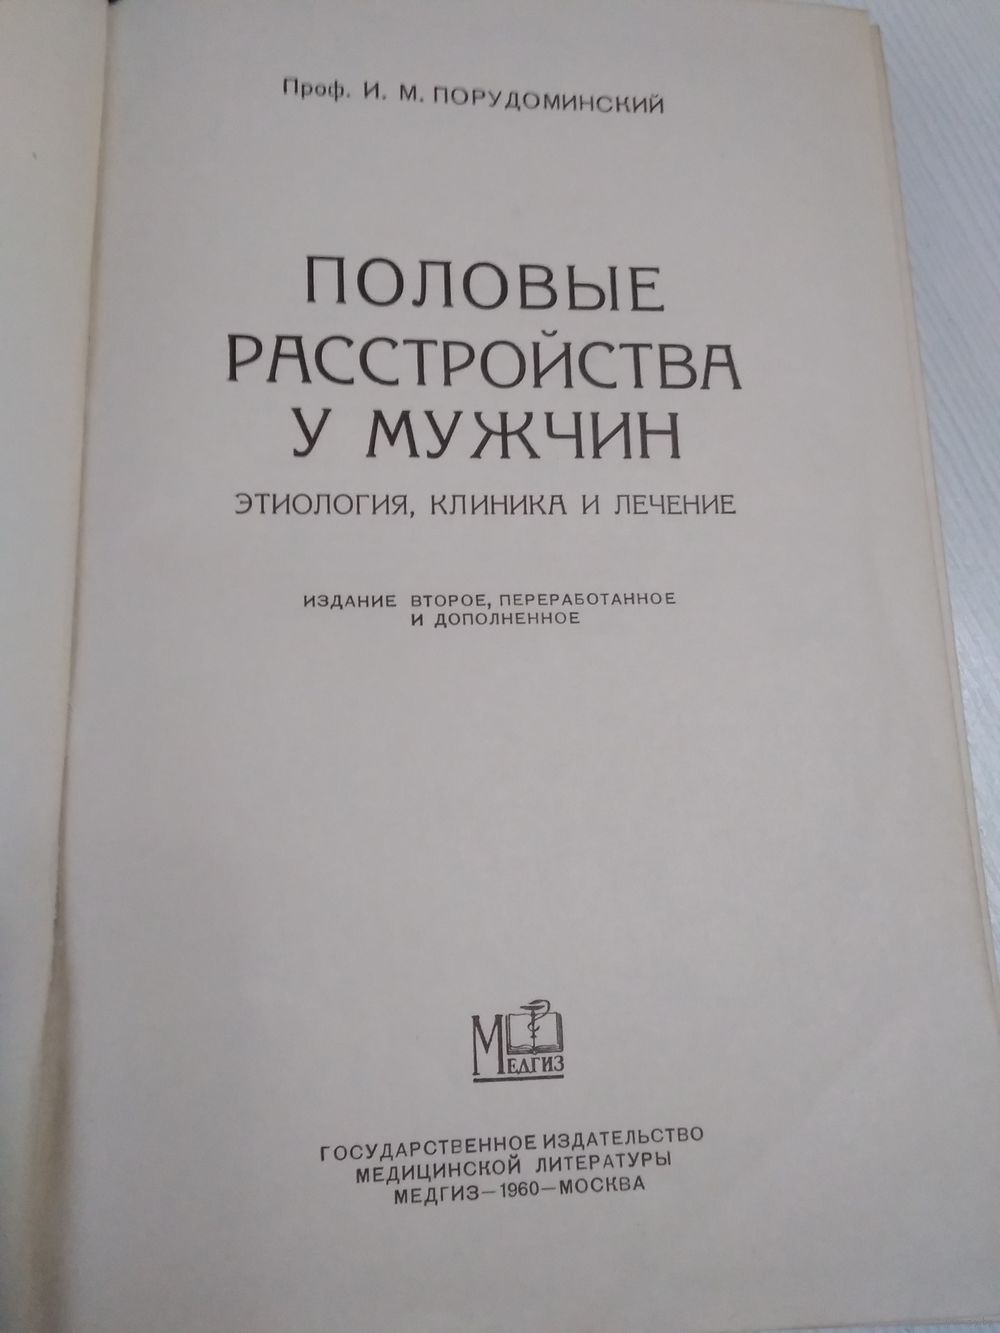 Проф. И. М. ПОРУДОМИНСКИЙ
ПОЛОВЫЕ
РАССТРОЙСТВА
У МУЖЧИН
ЭТИОЛОГИЯ, КЛИНИКА И ЛЕЧЕНИЕ
ИЗДАНИЕ ВТОРОЕ, ПЕРЕРАБОТАННОЕ
И ДОПОЛНЕННОЕ
МЕДГИЗ
ГОСУДАРСТВЕННОЕ ИЗДАТЕЛЬСТВО
МЕДИЦИНСКОЙ ЛИТЕРАТУРЫ
МЕДГИЗ—1960—МОСКВА